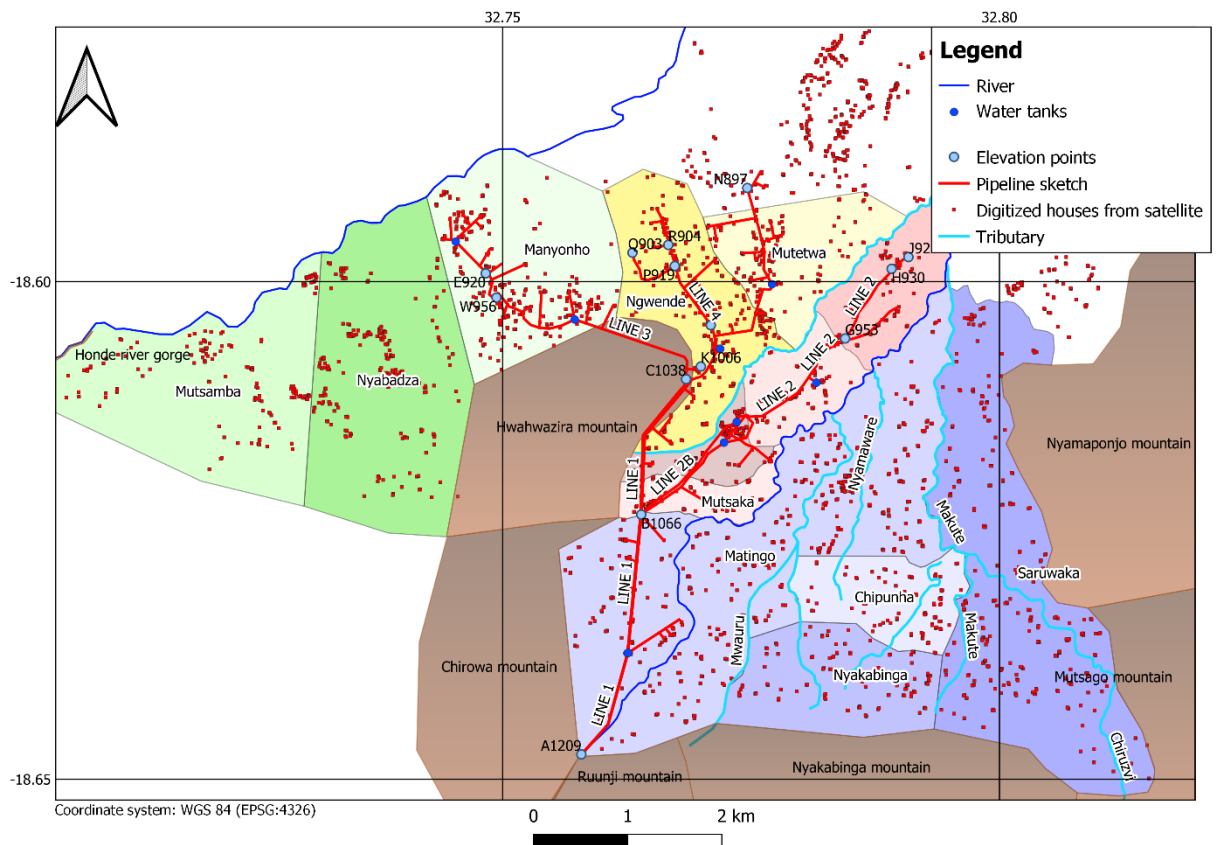 32.75
32.80
Legend
River
Water tanks
Elevation points
Pipeline sketch
Digitized houses from satellite
Tributary
N897
Q903
R904
Mutetwa
J92
Manyonho
P919
H930
E920
-18.60
Ngwende
LINE 2
W956
LINE 4
LINE 3
G953
Honde river gorge
K1006
LINE 2
C1038
Nyabadza
Mutsamba
LINE 2
Hwahwazira mountain
Nyamaponjo mountain
Nyamaware
LINE 1
LINE 2B
Mutsaka
B1066
Makute
Matingo
Saruwaka
LINE 1
Chipunha
Mwauru
Makute
Chirowa mountain
Nyakabinga
Mutsago mountain
LINE 1
A1209
Chiruzvi
Ruunji mountain
Nyakabinga mountain
-18.65
Coordinate system: WGS 84 (EPSG:4326)
0 1 2 km